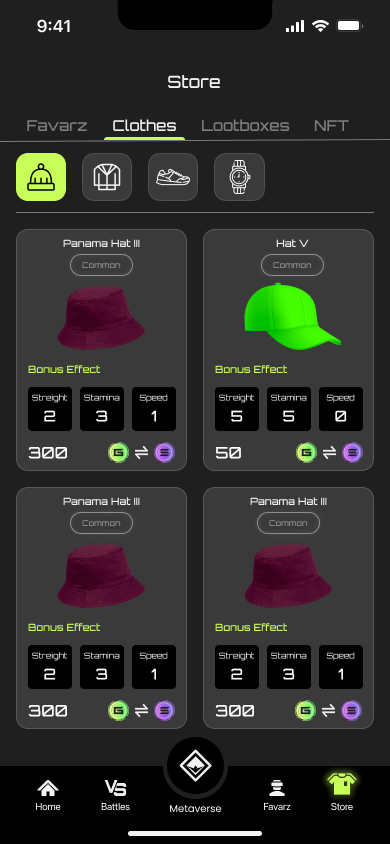 9:41
Store
Favarz Clothes Lootboxes NFT
Panama Hat III
Common
Bonus Effect
Streight Stamina Speed
2 3 1
300 G S
Hat V
Common
Bonus Effect
Streight Stamina Speed
5 5 0
50 G S
Panama Hat III
Common
Bonus Effect
Streight Stamina Speed
2 3 1
300 G S
Panama Hat III
Common
Bonus Effect
Streight Stamina Speed
2 3 1
300 G S
VS
Home Battles Metaverse Favarz Store